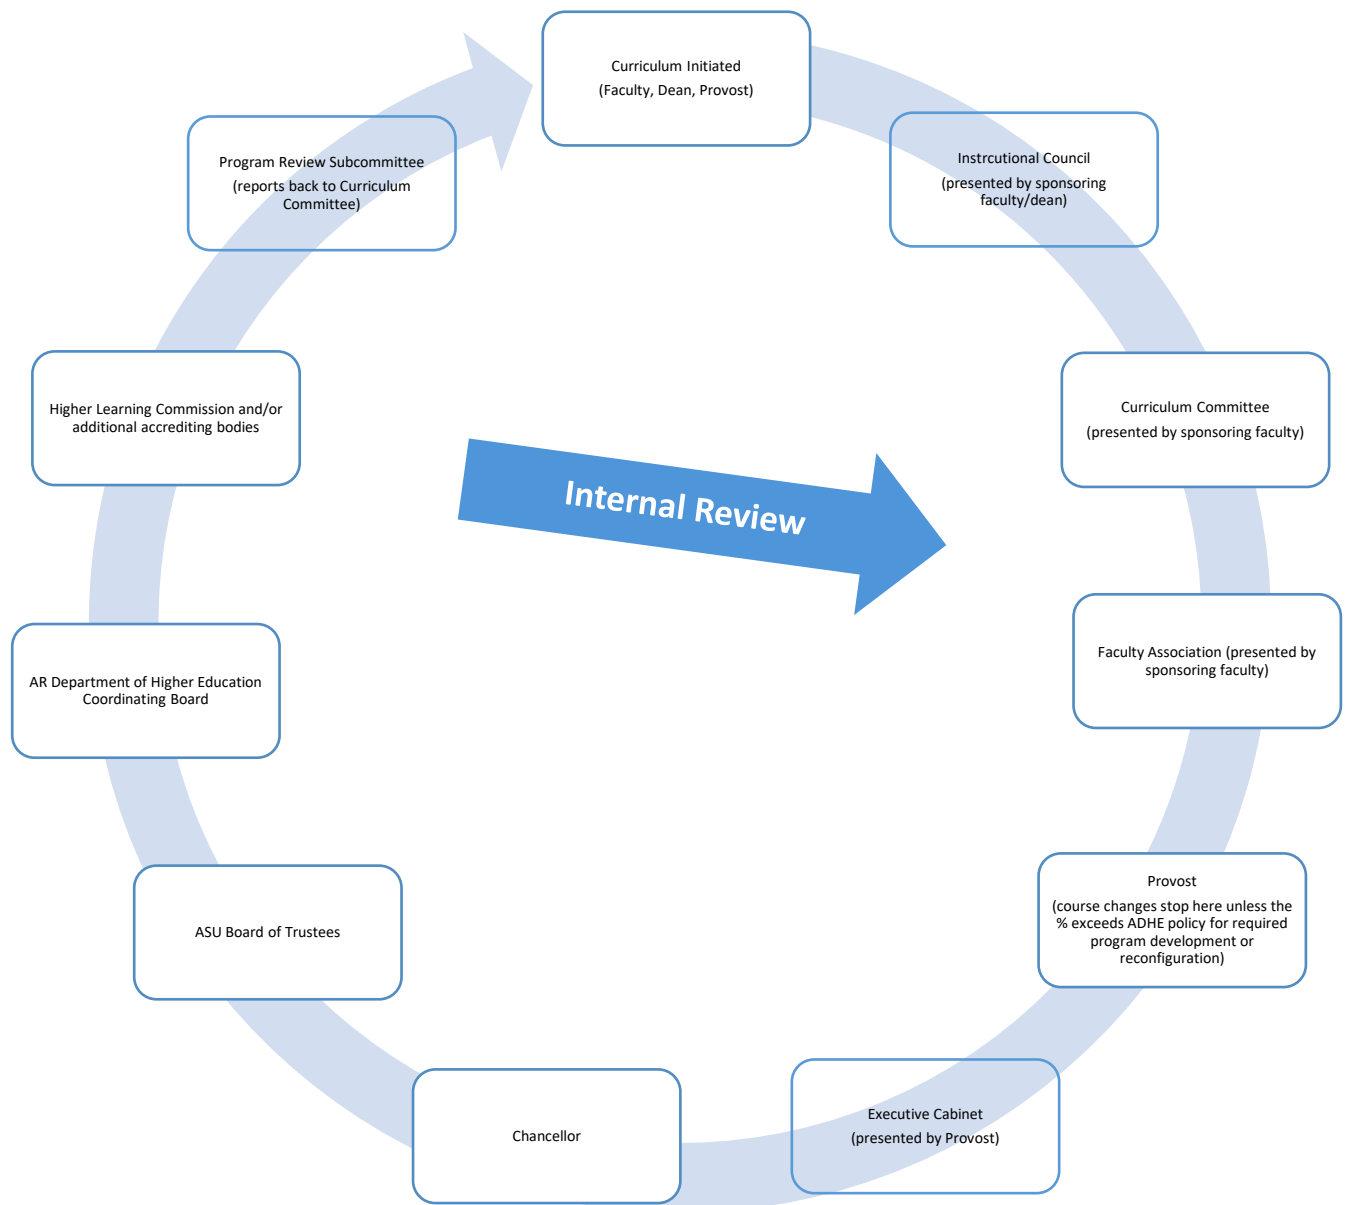 Curriculum Initiated
(Faculty, Dean, Provost)
Instrcutional Council
(presented by sponsoring
faculty/dean)
Curriculum Committee
(presented by sponsoring faculty)
Faculty Association (presented by
sponsoring faculty)
Provost
(course changes stop here unless the
% exceeds ADHE policy for required
program development or
reconfiguration)
Executive Cabinet
(presented by Provost)
Chancellor
ASU Board of Trustees
AR Department of Higher Education
Coordinating Board
Higher Learning Commission and/or
additional accrediting bodies
Program Review Subcommittee
(reports back to Curriculum
Committee)
Internal Review